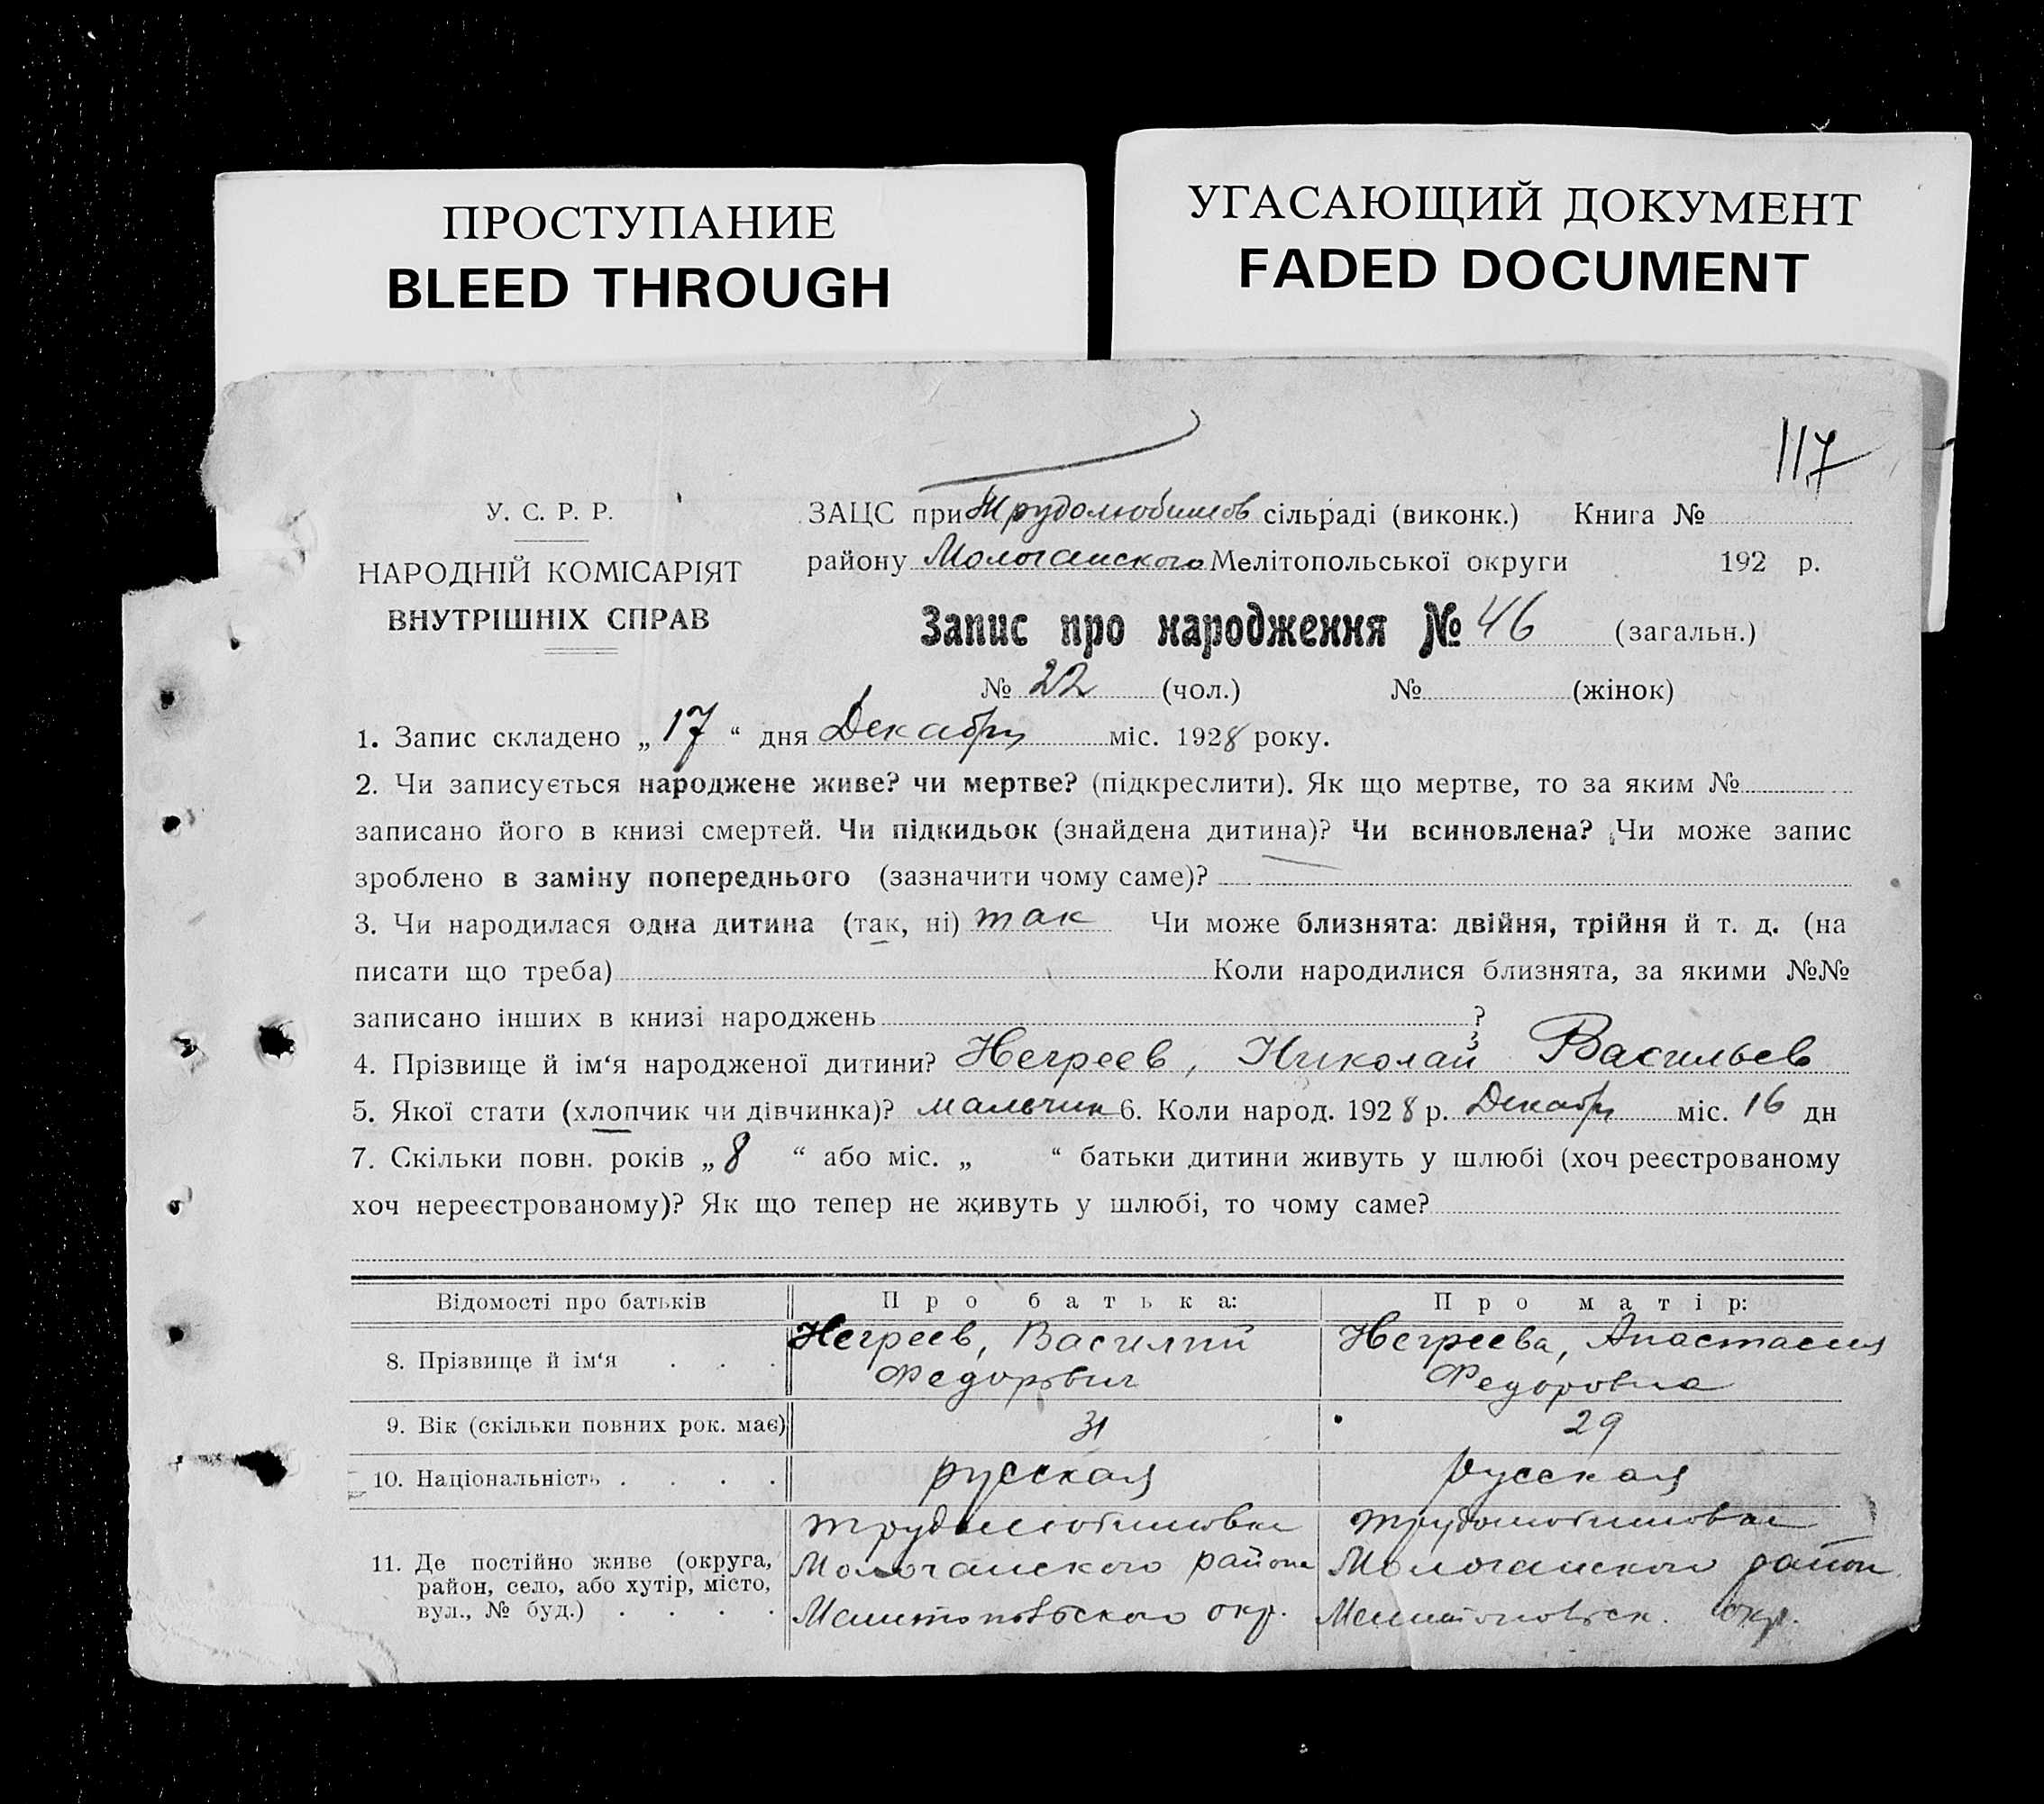 ПРОСТУПАНИЕ
BLEED THROUGH
УГАСАЮЩИЙ ДОКУМЕНТ
FADED DOCUMENT
117
У. С. Р. Р.
НАРОДНІЙ КОМІСАРІЯТ
ВНУТРІШНІХ СПРАВ
ЗАЦС при Трудолюбимов сільраді (виконк.) Книга №
району Молочанского Мелітопольської округи 192 р.
Запис про народження № 46 (загальн.)
№ 22 (чол.) № (жінок)
1. Запис складено „ 17 “ дня Декабря міс. 1928 року.
2. Чи записується народжене живе? чи мертве? (підкреслити). Як що мертве, то за яким №
записано його в книзі смертей. Чи підкидьок (знайдена дитина)? Чи всиновлена? Чи може запис
зроблено в заміну попереднього (зазначити чому саме)?
3. Чи народилася одна дитина (так, ні) так Чи може близнята: двійня, трійня й т. д. (на
писати що треба) Коли народилися близнята, за якими №№
записано інших в книзі народжень ?
4. Прізвище й ім‘я народженої дитини? Негреев, Николай Васильев
5. Якої стати (хлопчик чи дівчинка)? мальчик 6. Коли народ. 1928 р. Декабря міс. 16 дн
7. Скільки повн. років „ 8 “ або міс. „ “ батьки дитини живуть у шлюбі (хоч реєстрованому
хоч нереєстрованому)? Як що тепер не живуть у шлюбі, то чому саме?
Відомості про батьків Про батька: Про матір:
8. Прізвище й ім‘я . . . Негреев, Василий Негреева, Анастасия
Федорович Федоровна
9. Вік (скільки повних рок. має) 31 29
10. Національність . . . . русская русская
Трудолюбимовка Трудолюбимовка
11. Де постійно живе (округа, Молочанского района Молочанского район
район, село, або хутір, місто,
вул., № буд.) . . . . Мелитопольского окр. Мелитопольск. окр.